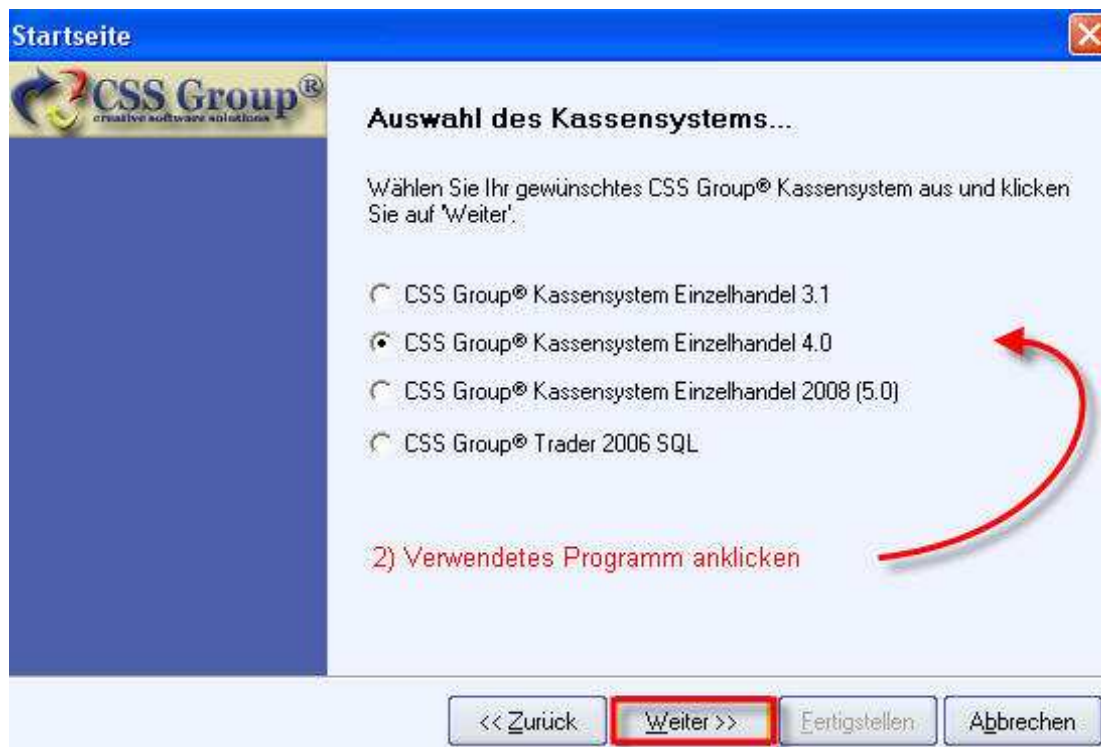 Startseite
CSS Group®
creative software solutions
Auswahl des Kassensystems...
Wählen Sie Ihr gewünschtes CSS Group® Kassensystem aus und klicken
Sie auf 'Weiter'.
CSS Group® Kassensystem Einzelhandel 3.1
CSS Group® Kassensystem Einzelhandel 4.0
CSS Group® Kassensystem Einzelhandel 2008 (5.0)
CSS Group® Trader 2006 SQL
2) Verwendetes Programm anklicken
<< Zurück Weiter >> Fertigstellen Abbrechen